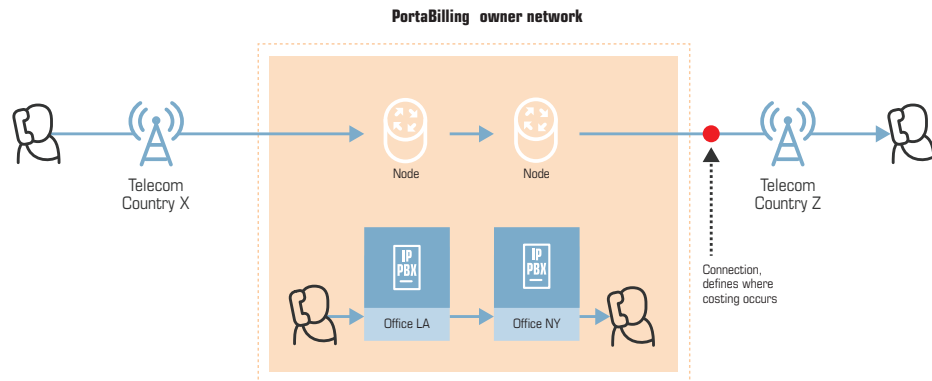 PortaBilling owner network
Node
Node
Telecom
Country X
Telecom
Country Z
IP
PBX
IP
PBX
Connection,
defines where
costing occurs
Office LA
Office NY